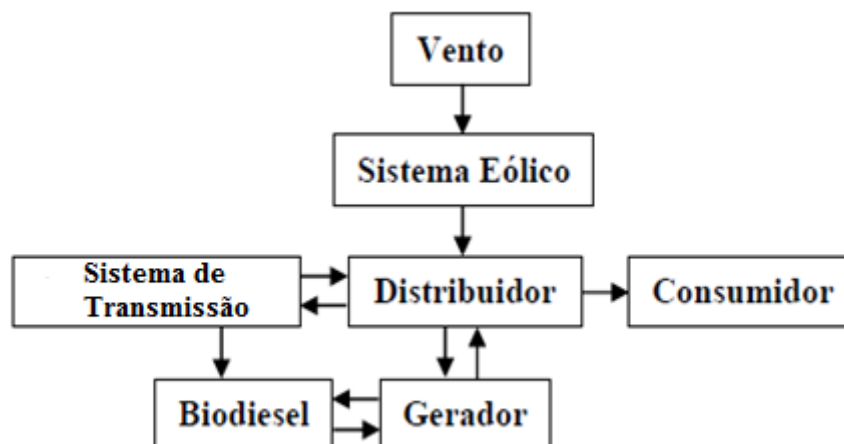 Vento
Sistema Eólico
Sistema de
Transmissão
Distribuidor
Consumidor
Biodiesel
Gerador